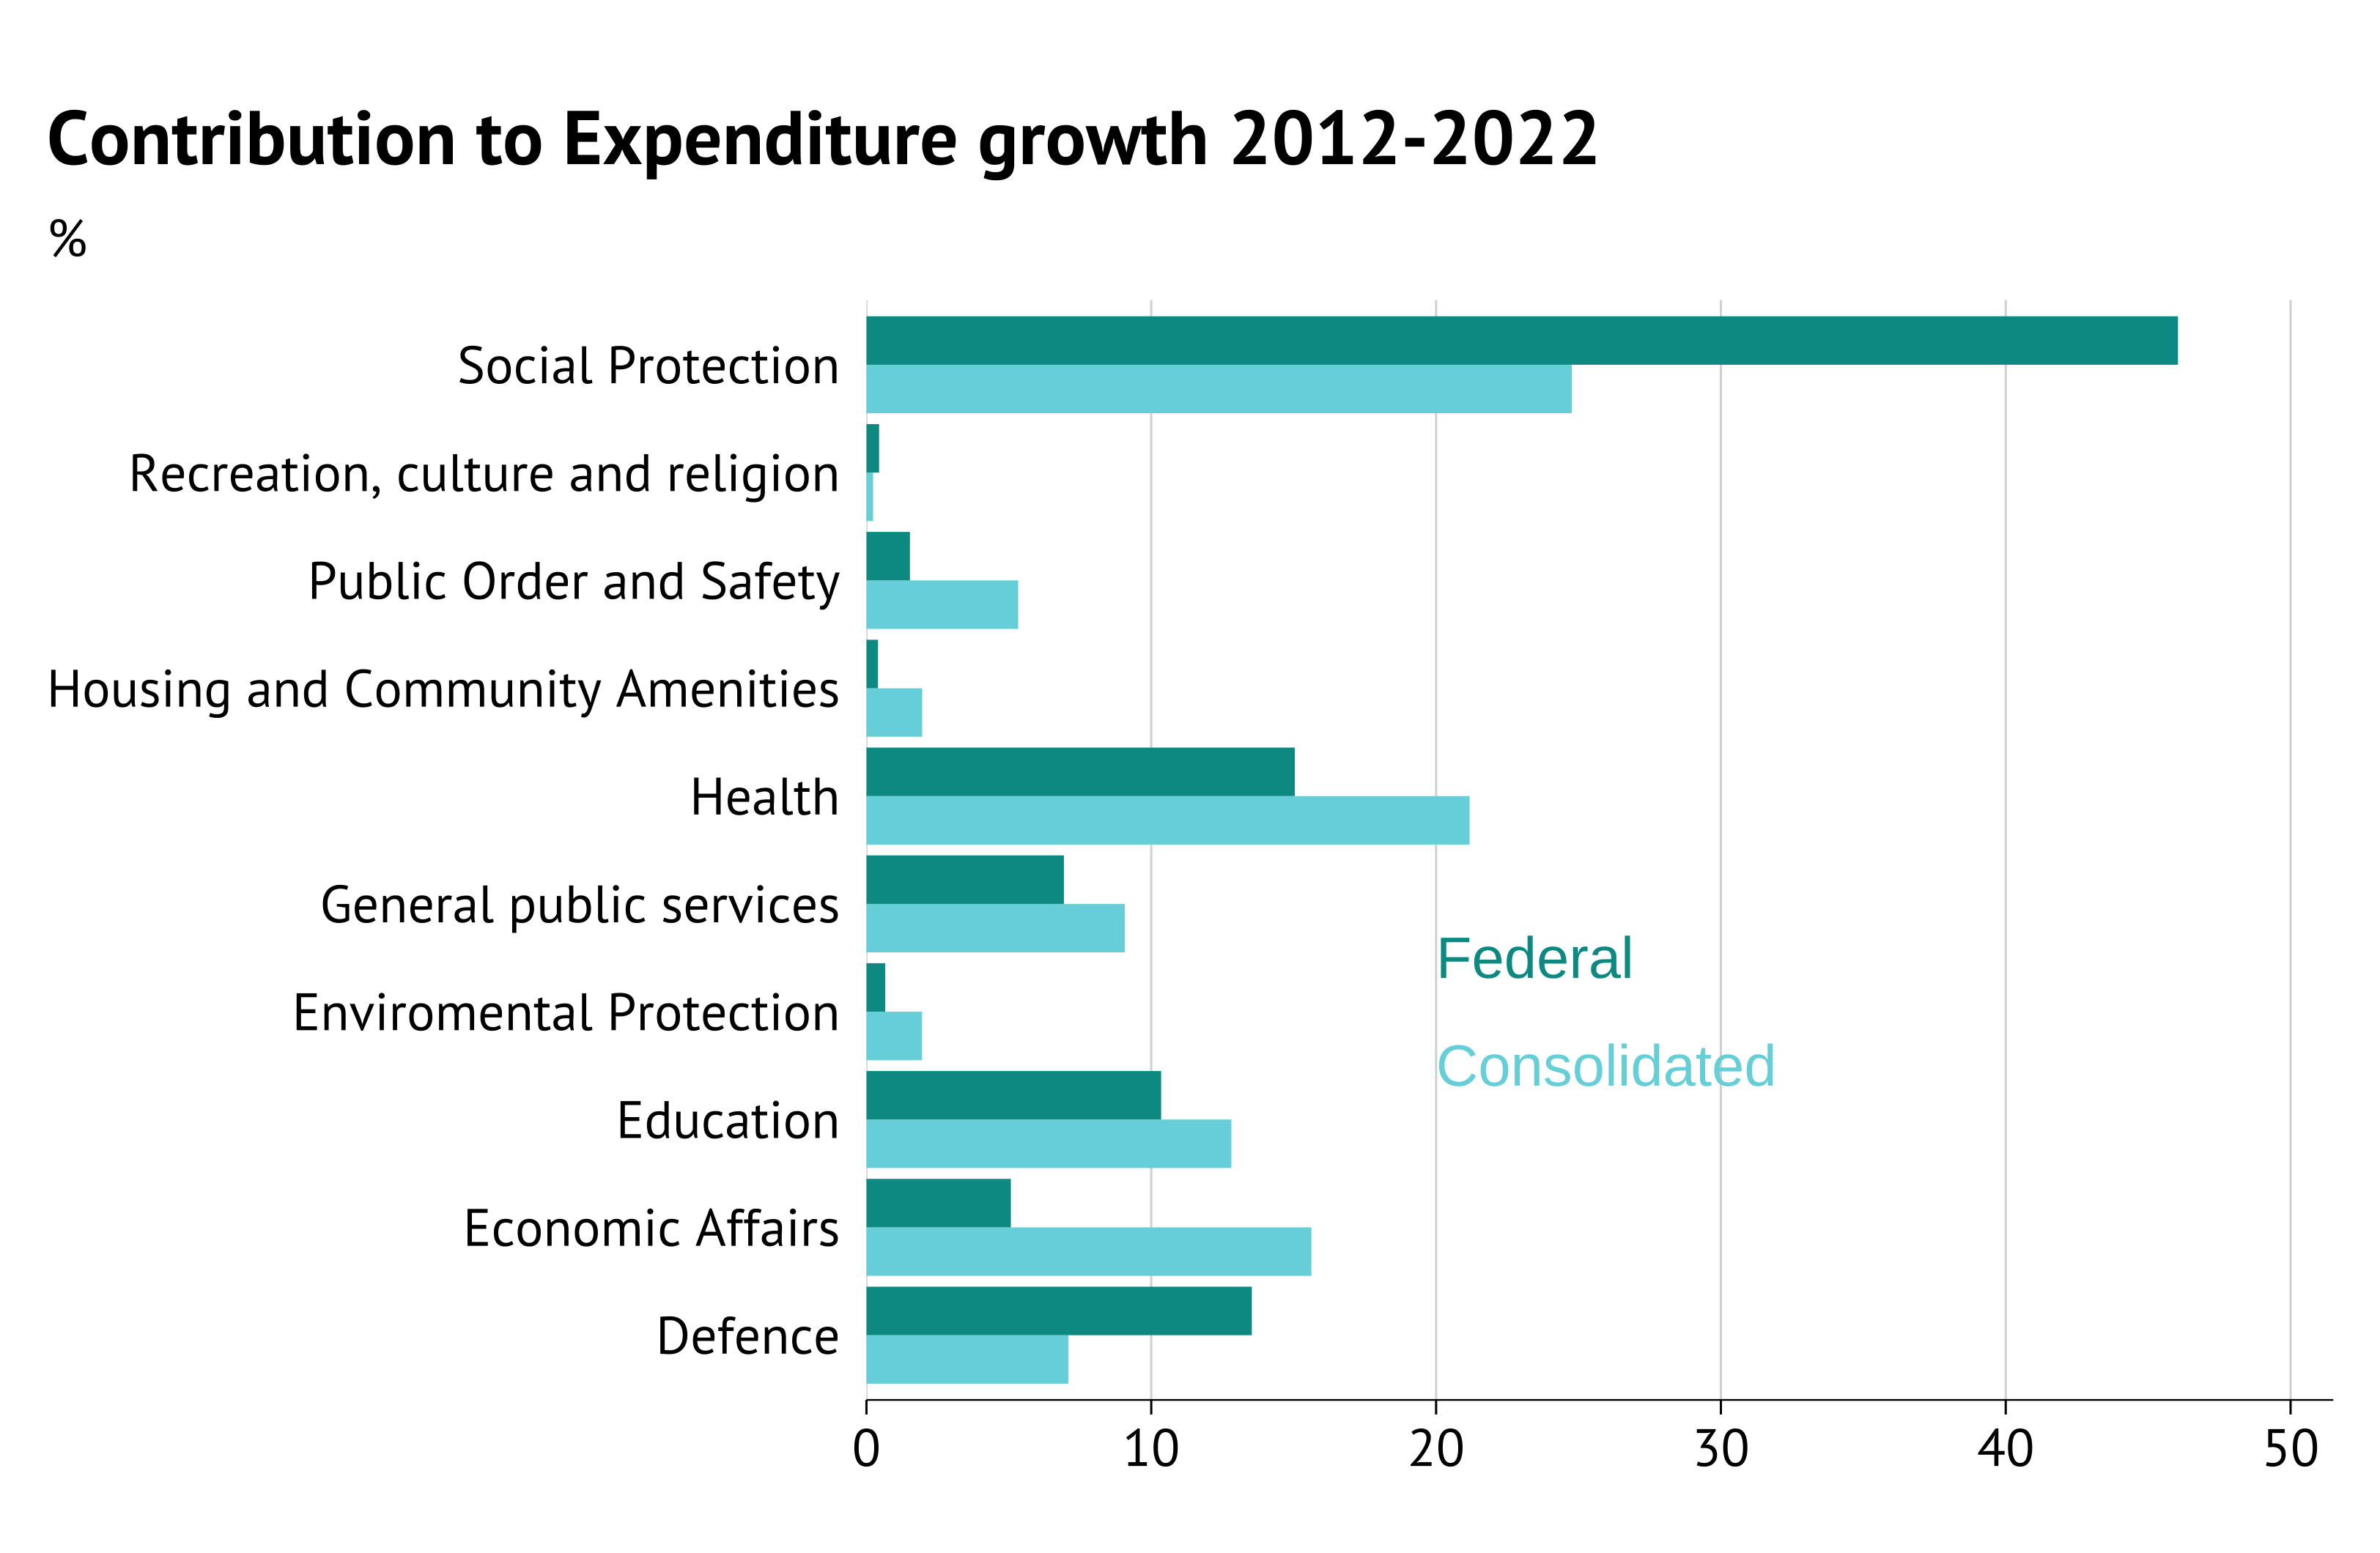 Contribution to Expenditure growth 2012-2022
%
Social Protection
Recreation, culture and religion
Public Order and Safety
Housing and Community Amenities
Health
General public services
Federal
Enviromental Protection
Consolidated
Education
Economic Affairs
Defence
0 10 20 30 40 50